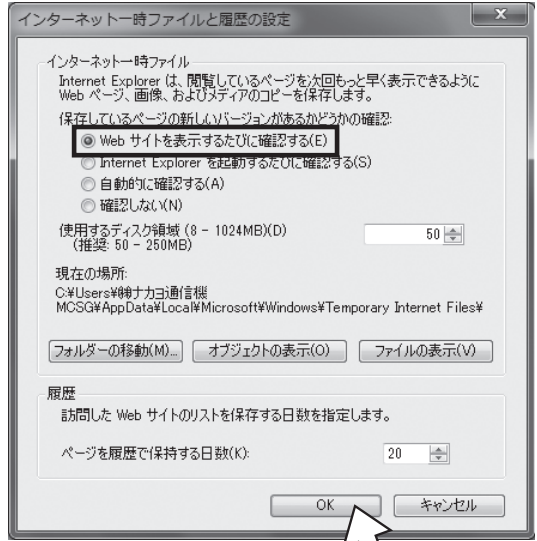 インターネット一時ファイルと履歴の設定
x
インターネット一時ファイル
Internet Explorer は、閲覧しているページを次回もっと早く表示できるように
Web ページ、画像、およびメディアのコピーを保存します。
保存しているページの新しいバージョンがあるかどうかの確認:
Web サイトを表示するたびに確認する(E)
Internet Explorer を起動するたびに確認する(S)
自動的に確認する(A)
確認しない(N)
使用するディスク領域 (8 - 1024MB)(D)
50
(推奨: 50 - 250MB)
現在の場所:
C:¥Users¥㈱ナカヨ通信機
MCSG¥AppData¥Local¥Microsoft¥Windows¥Temporary Internet Files¥
フォルダーの移動(M)...
オブジェクトの表示(O)
ファイルの表示(V)
履歴
訪問した Web サイトのリストを保存する日数を指定します。
ページを履歴で保持する日数(K):
20
OK
キャンセル